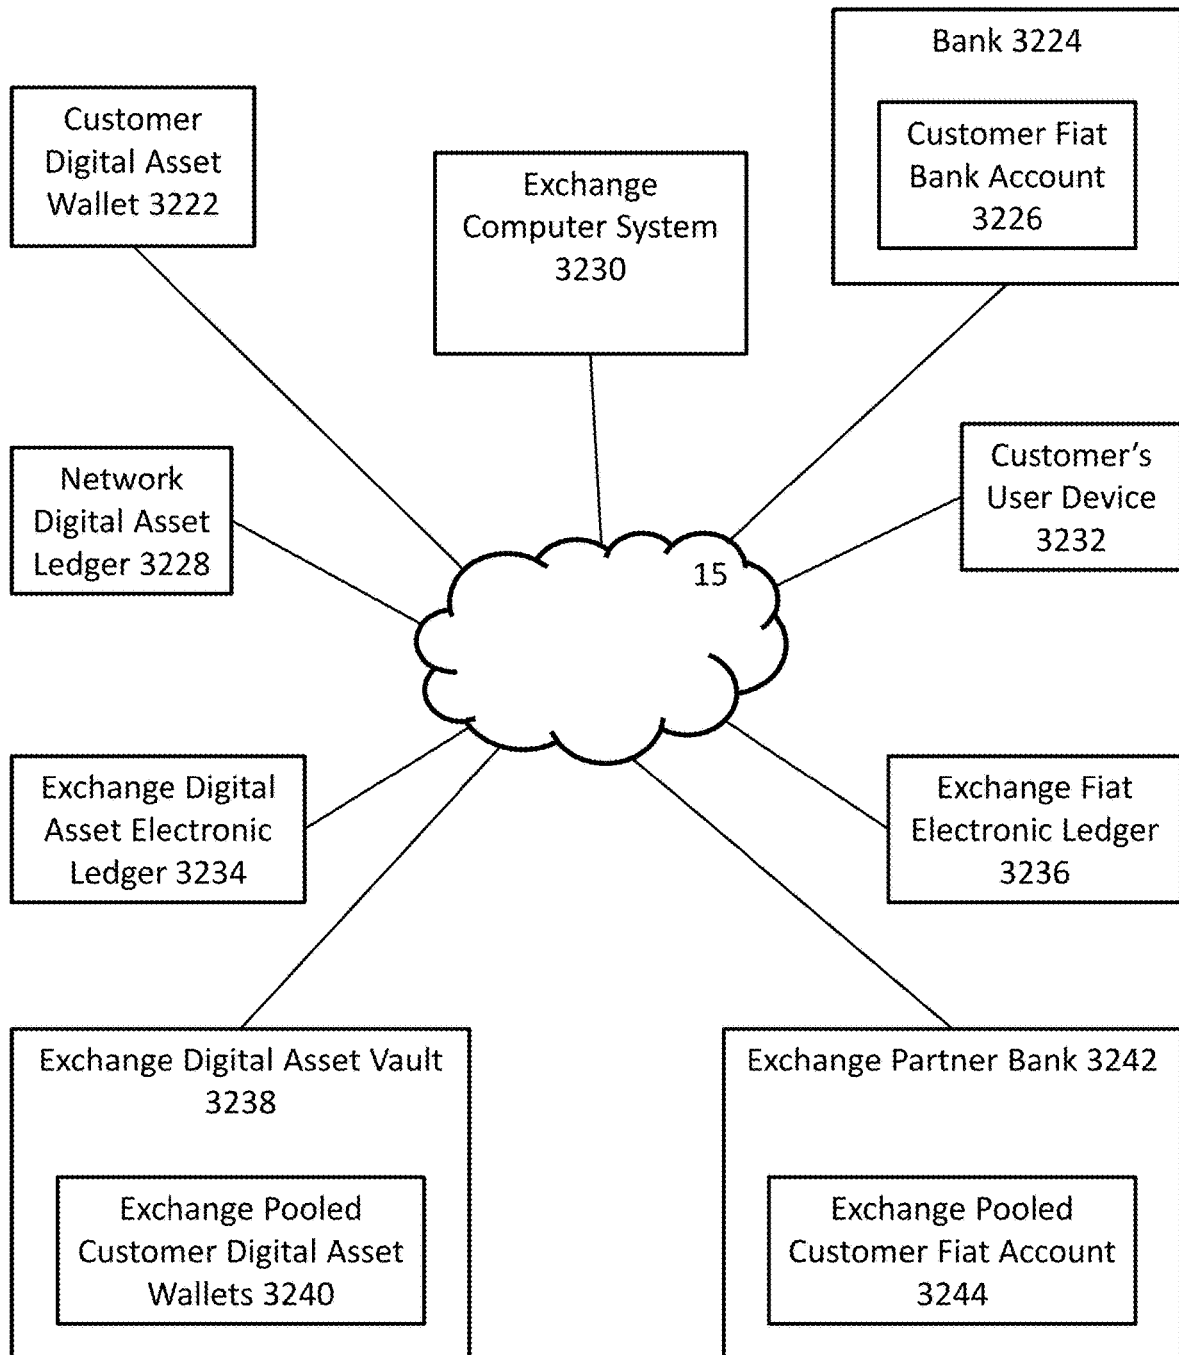 Bank 3224
Customer
Digital Asset
Wallet 3222
Customer Fiat
Bank Account
3226
Exchange
Computer System
3230
Network
Digital Asset
Ledger 3228
Customer’s
User Device
3232
15
Exchange Digital
Asset Electronic
Ledger 3234
Exchange Fiat
Electronic Ledger
3236
Exchange Digital Asset Vault
3238
Exchange Partner Bank 3242
Exchange Pooled
Customer Digital Asset
Wallets 3240
Exchange Pooled
Customer Fiat Account
3244